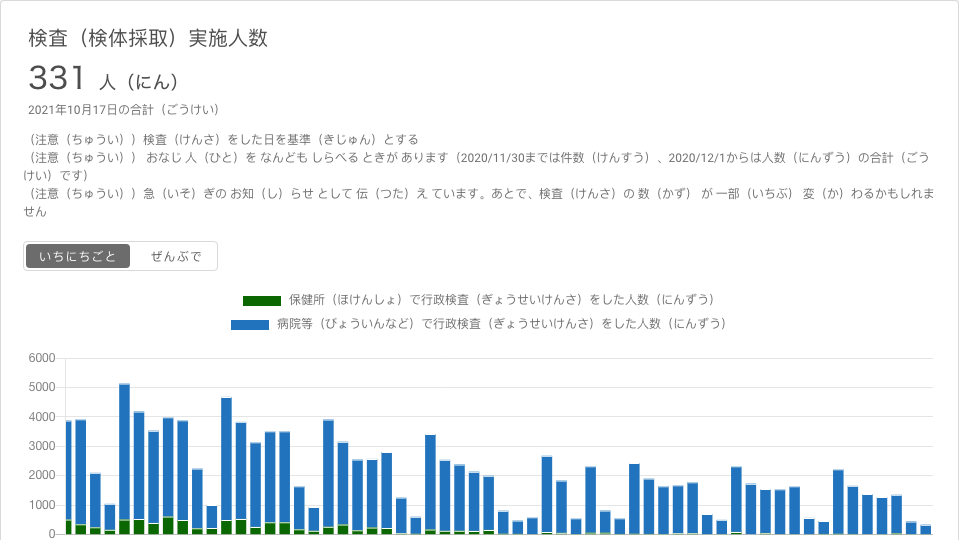 検査（検体採取）実施人数
331 人（にん）
2021年10月17日の合計（ごうけい）
（注意（ちゅうい））検査（けんさ）をした日を基準（きじゅん）とする
（注意（ちゅうい）） おなじ 人（ひと）を なんども しらべる ときが あります（2020/11/30までは件数（けんすう）、2020/12/1からは人数（にんずう）の合計（ごう
けい）です）
（注意（ちゅうい））急（いそ）ぎの お知（し）らせ として 伝（つた）え ています。あとで、検査（けんさ）の 数（かず） が 一部（いちぶ） 変（か）わるかもしれま
せん
いちにちごと ぜんぶで
保健所（ほけんしょ）で行政検査（ぎょうせいけんさ）をした人数（にんずう）
病院等（びょういんなど）で行政検査（ぎょうせいけんさ）をした人数（にんずう）
6000
5000
4000
3000
2000
1000
0